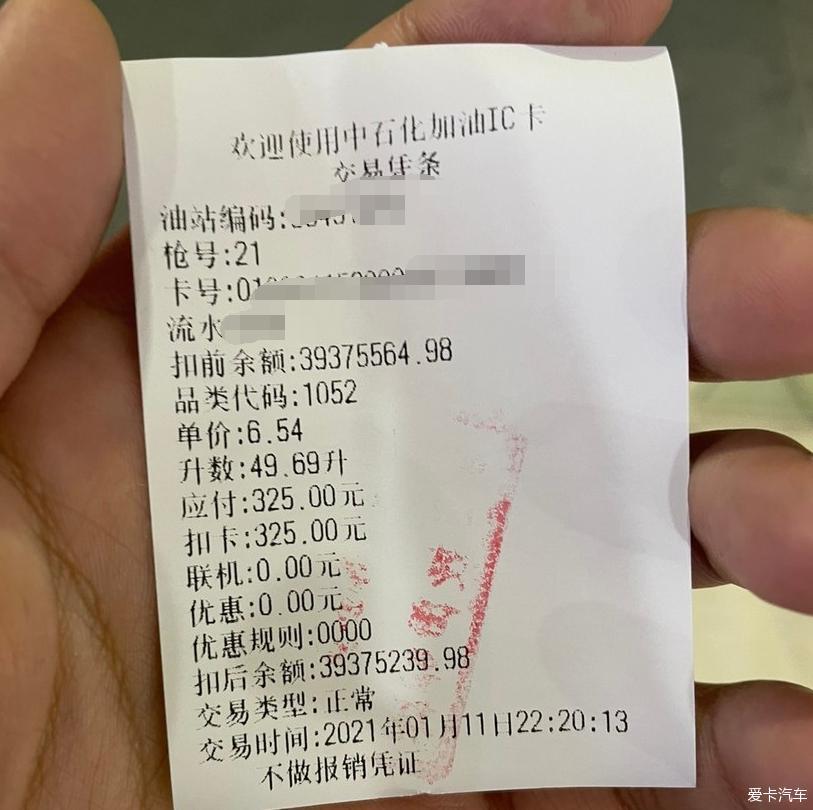 欢迎使用中石化加油IC卡
交易凭条
油站编码:
枪号:21
卡号:01
流水
扣前余额:39375564.98
品类代码:1052
单价:6.54
升数:49.69升
应付:325.00元
扣卡:325.00元
联机:0.00元
优惠:0.00元
优惠规则:0000
扣后余额:39375239.98
交易类型:正常
交易时间:2021年01月11日22:20:13
不做报销凭证
爱卡汽车